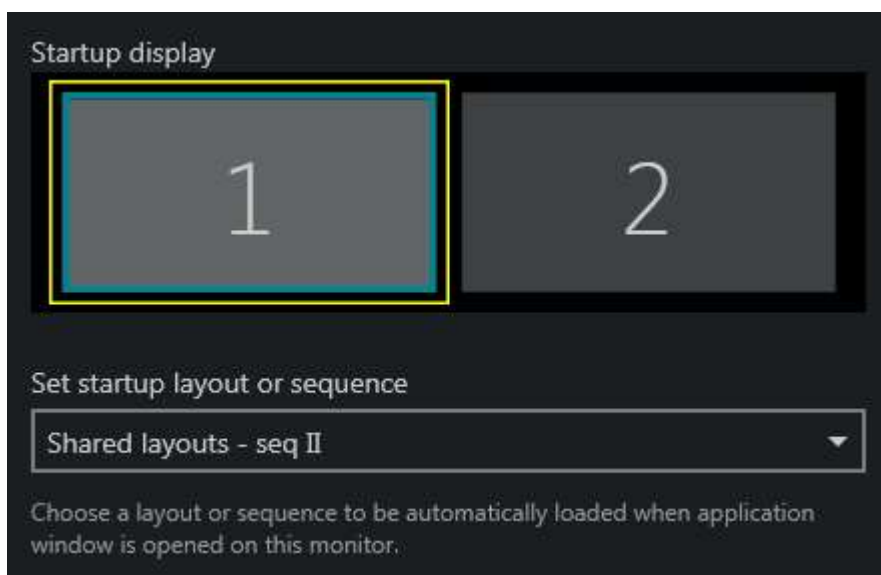 Startup display
1
2
Set startup layout or sequence
Shared layouts - seq II
Choose a layout or sequence to be automatically loaded when application
window is opened on this monitor.